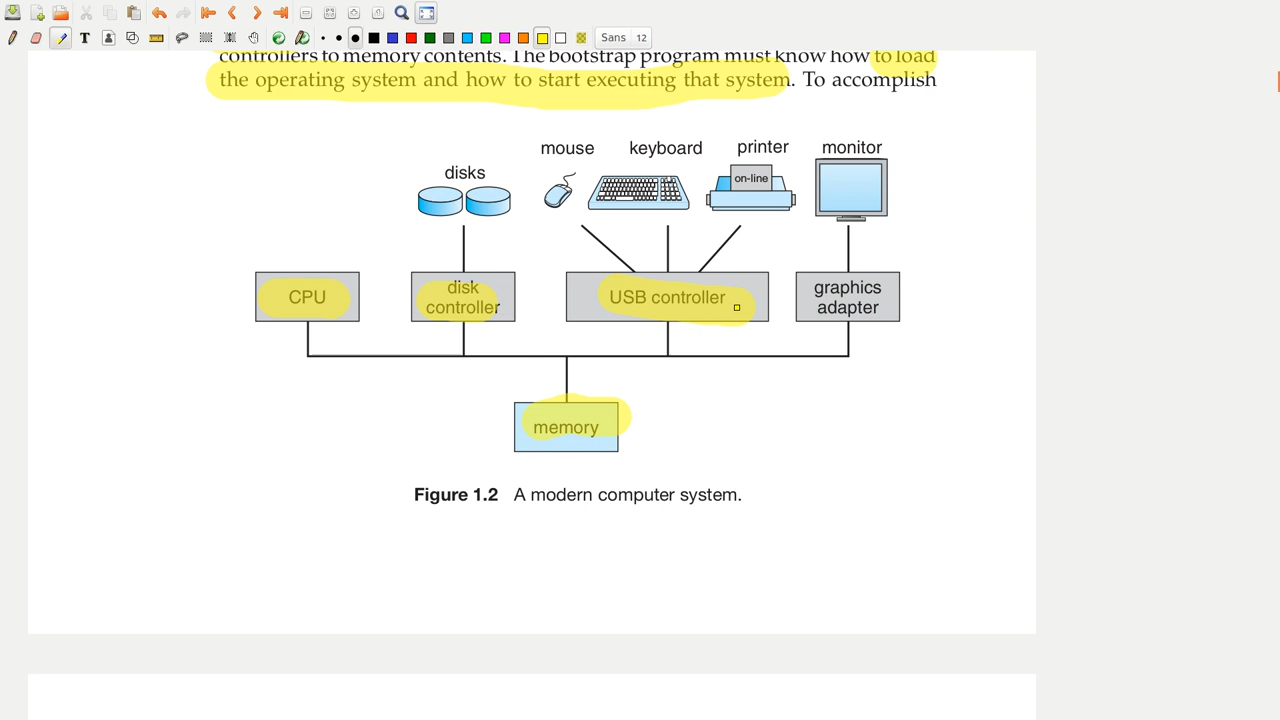 Sans 12
controllers to memory contents. The bootstrap program must know how to load
the operating system and how to start executing that system. To accomplish
mouse keyboard printer monitor
disks
on-line
CPU
disk
controller
USB controller
graphics
adapter
memory
Figure 1.2 A modern computer system.